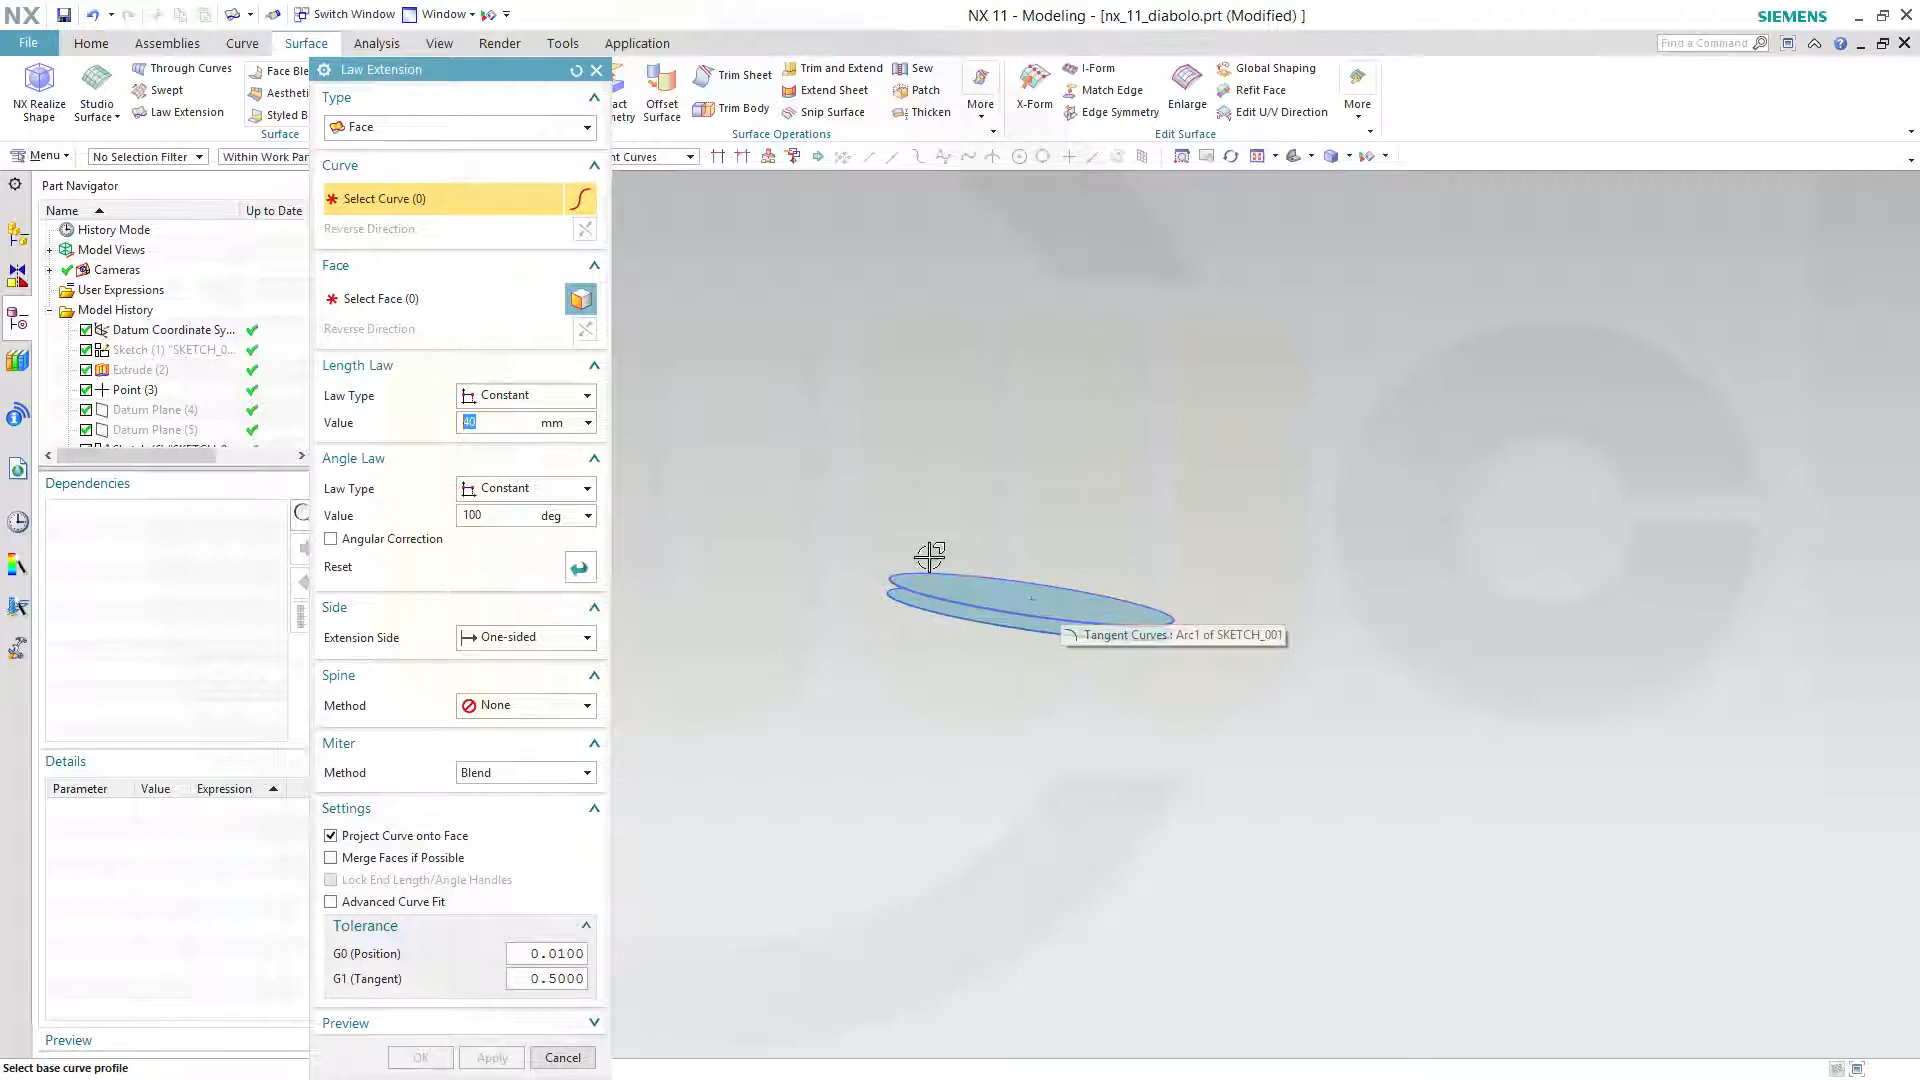 NX
Switch Window
Window
NX 11 - Modeling - [nx_11_diabolo.prt (Modified) ]
SIEMENS
File
Home
Assemblies
Curve
Surface
Analysis
View
Render
Tools
Application
Find a Command
NX Realize Shape
Studio Surface
Through Curves
Swept
Law Extension
Face Ble
Aestheti
Styled B
Surface
Offset Surface
Trim Sheet
Trim Body
Trim and Extend
Extend Sheet
Snip Surface
Sew
Patch
Thicken
More
Surface Operations
X-Form
I-Form
Match Edge
Edge Symmetry
Enlarge
Global Shaping
Refit Face
Edit U/V Direction
More
Edit Surface
Menu
No Selection Filter
Within Work Par
nt Curves
Part Navigator
Name
Up to Date
History Mode
Model Views
Cameras
User Expressions
Model History
Datum Coordinate Sy...
Sketch (1) "SKETCH_0...
Extrude (2)
Point (3)
Datum Plane (4)
Datum Plane (5)
Dependencies
Details
Parameter
Value
Expression
Preview
Law Extension
Type
Face
Curve
* Select Curve (0)
Reverse Direction
Face
* Select Face (0)
Reverse Direction
Length Law
Law Type
Constant
Value
40
mm
Angle Law
Law Type
Constant
Value
100
deg
Angular Correction
Reset
Side
Extension Side
One-sided
Spine
Method
None
Miter
Method
Blend
Settings
Project Curve onto Face
Merge Faces if Possible
Lock End Length/Angle Handles
Advanced Curve Fit
Tolerance
G0 (Position)
0.0100
G1 (Tangent)
0.5000
Preview
OK
Apply
Cancel
Tangent Curves : Arc1 of SKETCH_001
Select base curve profile